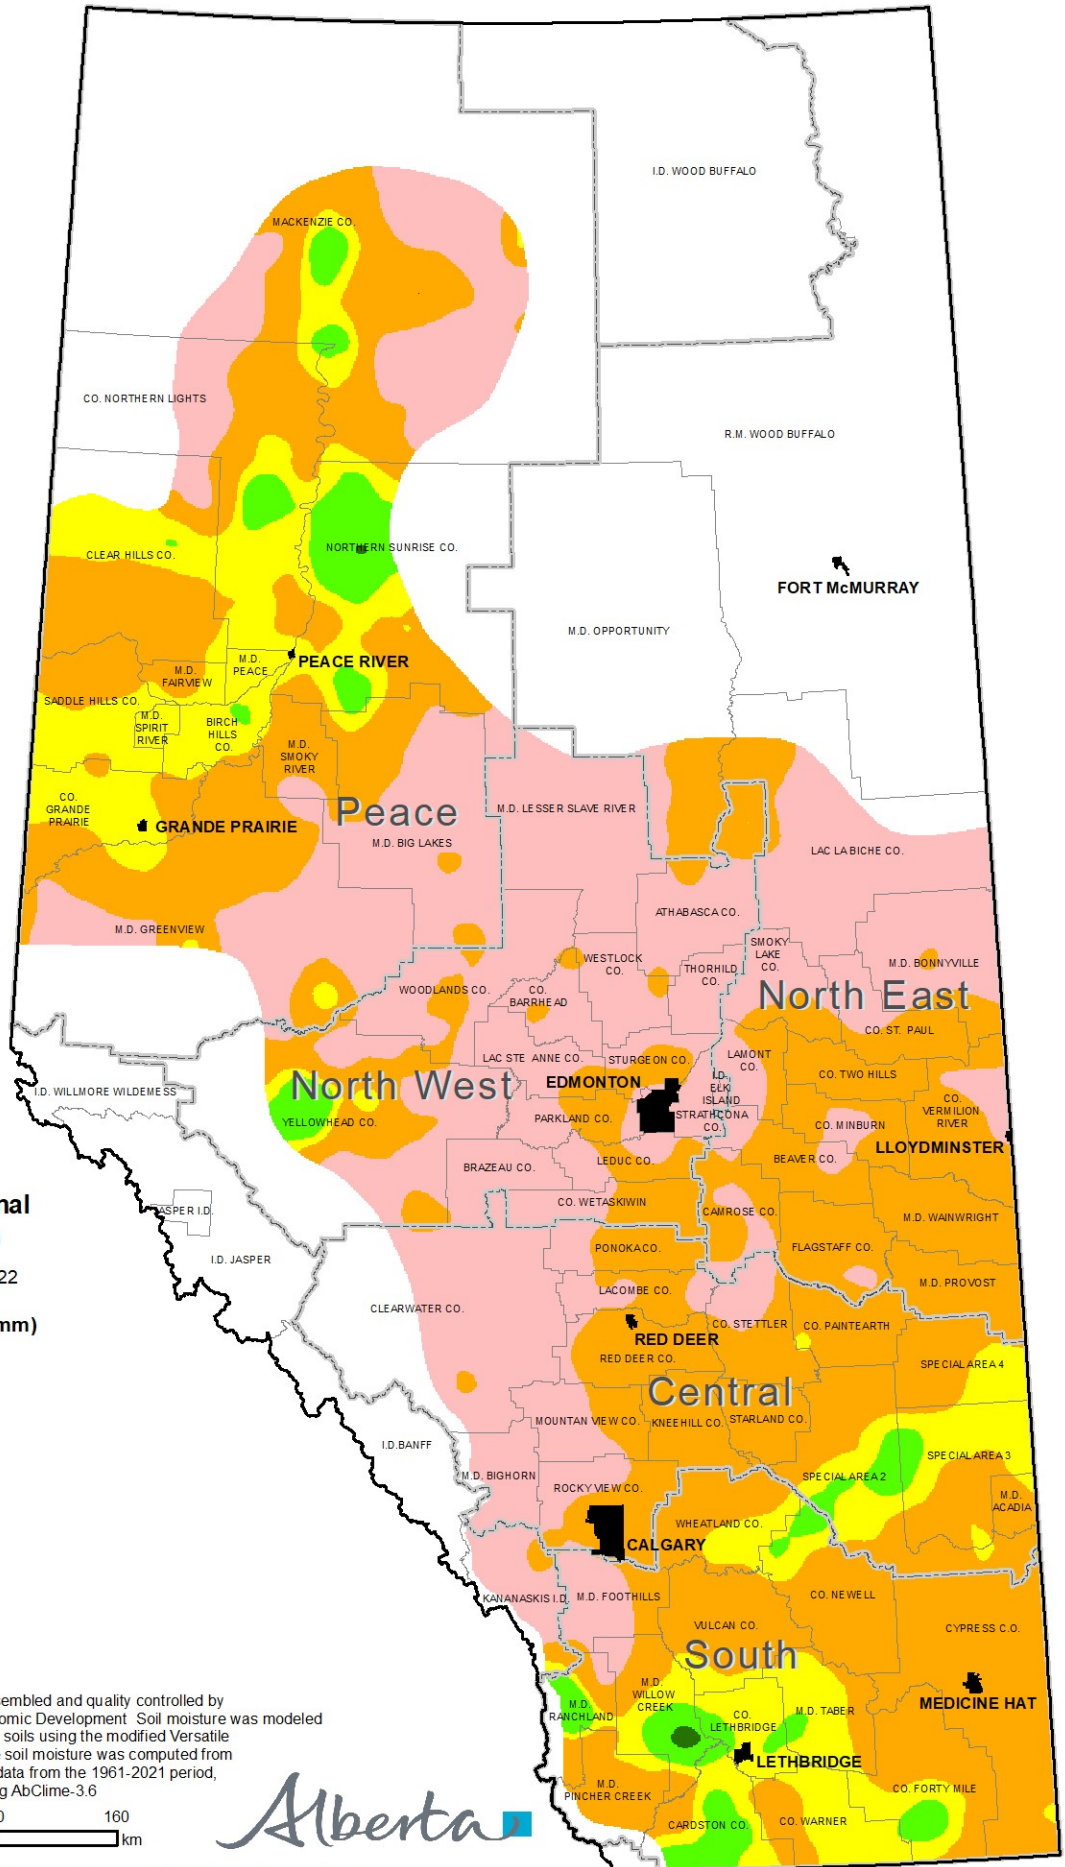 I.D. WOOD BUFFALO
MACKENZIE CO.
CO. NORTHERN LIGHTS
R.M. WOOD BUFFALO
CLEAR HILLS CO.
NORTHERN SUNRISE CO.
FORT McMURRAY
M.D. OPPORTUNITY
PEACE RIVER
M.D.
PEACE
M.D.
FAIRVIEW
SADDLE HILLS CO.
M.D.
SPIRIT
RIVER
BIRCH
HILLS
CO.
M.D.
SMOKY
RIVER
CO.
GRANDE
PRAIRIE
GRANDE PRAIRIE
Peace
M.D. LESSER SLAVE RIVER
M.D. BIG LAKES
LAC LA BICHE CO.
ATHABASCA CO.
M.D. GREENVIEW
SMOKY
LAKE
CO.
WESTLOCK
CO.
THORHILD
CO.
M.D. BONNYVILLE
WOODLANDS CO.
CO.
BARRHEAD
North East
CO. ST. PAUL
LAC STE ANNE CO.
STURGEON CO.
LAMONT
CO.
North West
EDMONTON
I.D.
ELK
ISLAND
CO. TWO HILLS
I.D. WILLMORE WILDERNESS
YELLOWHEAD CO.
PARKLAND CO.
STRATHCONA
CO.
CO. MINBURN
CO.
VERMILION
RIVER
LLOYDMINSTER
BRAZEAU CO.
LEDUC CO.
BEAVER CO.
nal
ASPER I.D.
CO. WETASKIWIN
CAMROSE CO.
M.D. WAINWRIGHT
I.D. JASPER
PONOKA CO.
FLAGSTAFF CO.
22
M.D. PROVOST
LACOMBE CO.
CLEARWATER CO.
mm)
CO. STETTLER
CO. PAINTEARTH
RED DEER
RED DEER CO.
SPECIAL AREA 4
Central
MOUNTAN VIEW CO.
KNEEHILL CO.
STARLAND CO.
I.D.BANFF
SPECIAL AREA 3
M.D. BIGHORN
SPECIAL AREA 2
ROCKY VIEW CO.
M.D.
ACADIA
WHEATLAND CO.
CALGARY
KANANASKIS I.D.
M.D. FOOTHILLS
CO. NEWELL
VULCAN CO.
CYPRESS C.O.
South
M.D.
WILLOW
CREEK
M.D.
RANCHLAND
CO.
LETHBRIDGE
M.D. TABER
MEDICINE HAT
LETHBRIDGE
M.D.
PINCHER CREEK
CO. FORTY MILE
CARDSTON CO.
CO. WARNER
sembled and quality controlled by
omic Development Soil moisture was modeled
soils using the modified Versatile
e soil moisture was computed from
data from the 1961-2021 period,
g AbClime-3.6
0 160
km
Alberta